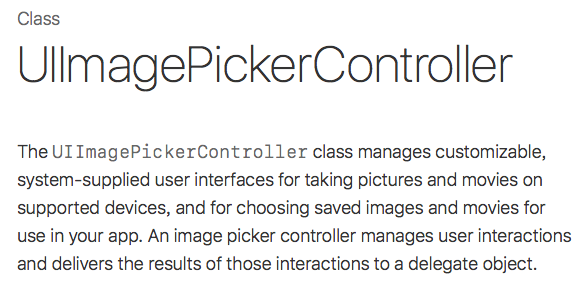 Class
UIImagePickerController
The UIImagePickerController class manages customizable,
system-supplied user interfaces for taking pictures and movies on
supported devices, and for choosing saved images and movies for
use in your app. An image picker controller manages user interactions
and delivers the results of those interactions to a delegate object.